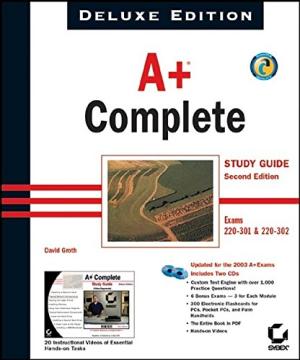 DELUXE EDITION
A+®
Complete
STUDY GUIDE
Second Edition
Exams
220-301 & 220-302
David Groth
Updated for the 2003 A+ Exams
Includes Two CDs
• Custom Test Engine with over 1,000
Practice Questions!
• 6 Bonus Exams — 3 for Each Module
• 300 Electronic Flashcards for
PCs, Pocket PCs, and Palm
Handhelds
• The Entire Book in PDF
• Hands-on Videos
A+ Complete
Study Guide
20 Instructional Videos of Essential
Hands-on Tasks
SYBEX